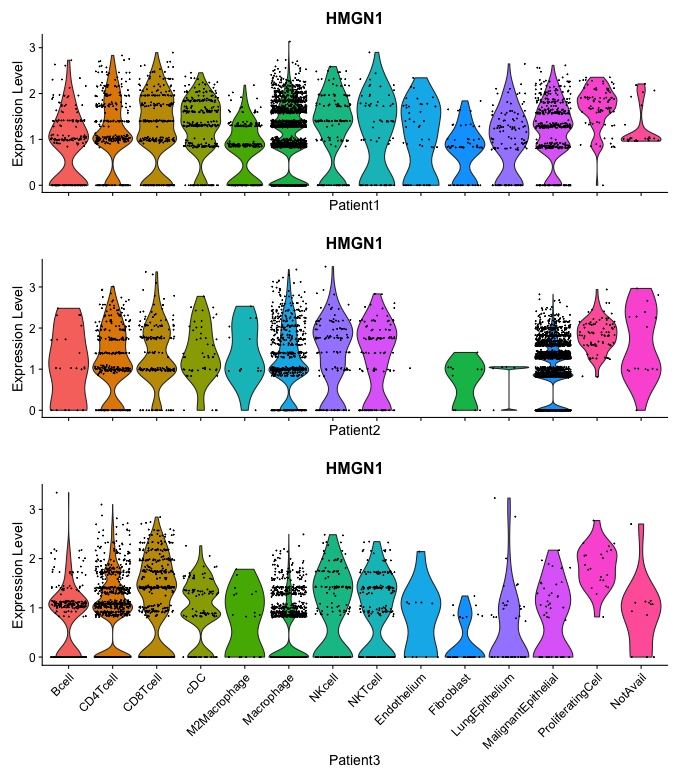 HMGN1
Expression Level
3
2
1
0
Patient1
HMGN1
Expression Level
3
2
1
0
Patient2
HMGN1
Expression Level
3
2
1
0
Bcell
CD4Tcell
CD8Tcell
cDC
M2Macrophage
Macrophage
NKcell
NKTcell
Endothelium
Fibroblast
LungEpithelium
MalignantEpithelial
ProliferatingCell
NotAvail
Patient3